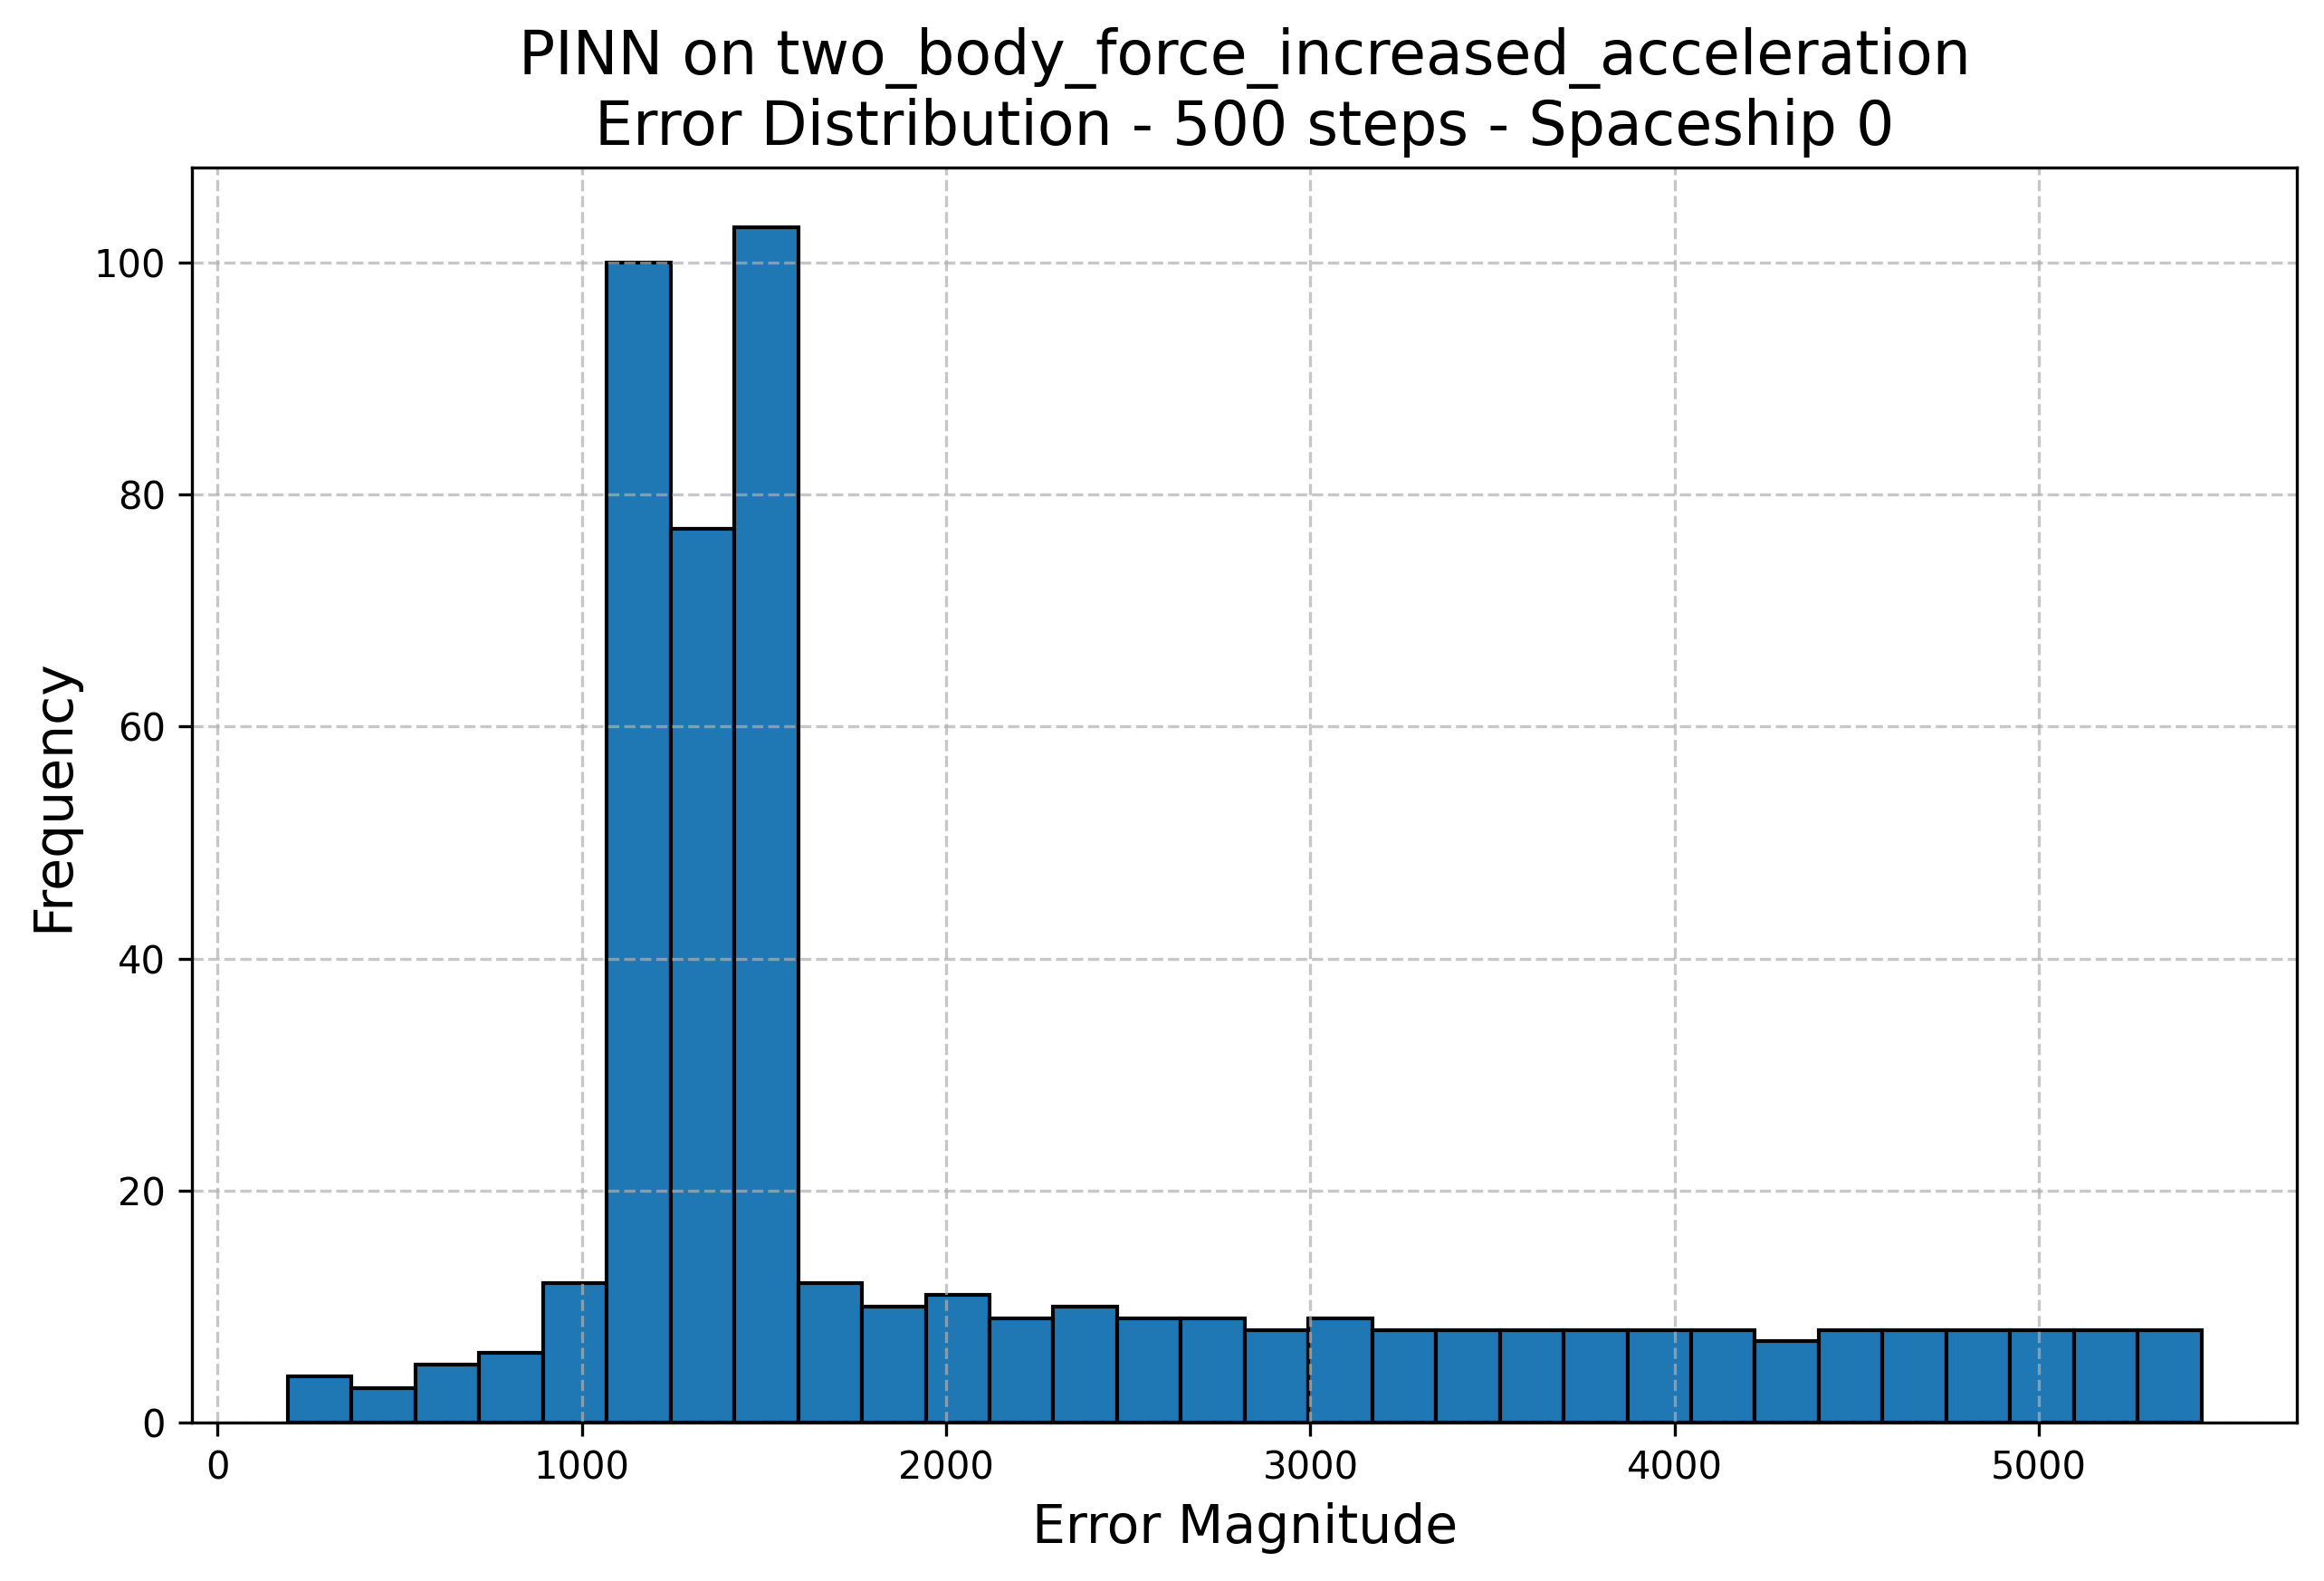 PINN on two_body_force_increased_acceleration
Error Distribution - 500 steps - Spaceship 0
Frequency
100
80
60
40
20
0
0 1000 2000 3000 4000 5000
Error Magnitude